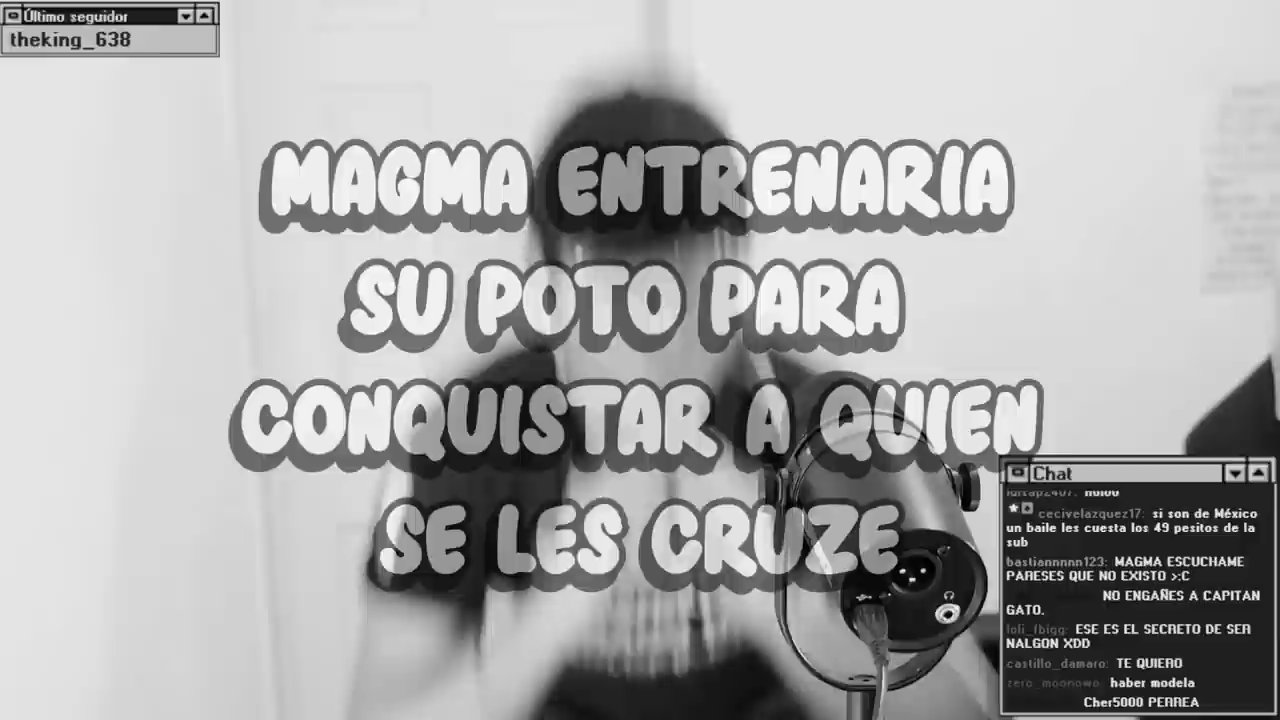 Último seguidor
theking_638
MAGMA ENTRENARIA
SU POTO PARA
CONQUISTAR A QUIEN
SE LES CRUZE
Chat
cecivelazquez17: si son de México
un baile les cuesta los 49 pesitos de la
sub
bastiannnnn123: MAGMA ESCUCHAME
PARESES QUE NO EXISTO >:C
NO ENGAÑES A CAPITAN
GATO.
loli_fbigg: ESE ES EL SECRETO DE SER
NALGON XDD
castillo_damaro: TE QUIERO
zero_moonowo: haber modela
Cher5000 PERREA